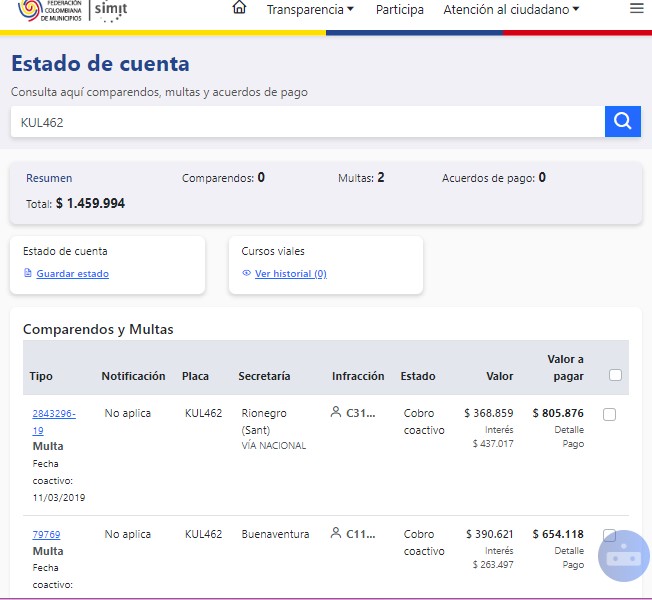 FEDERACIÓN
COLOMBIANA
DE MUNICIPIOS
simit
Transparencia
Participa
Atención al ciudadano
Estado de cuenta
Consulta aquí comparendos, multas y acuerdos de pago
KUL462
Resumen
Comparendos: 0
Multas: 2
Acuerdos de pago: 0
Total: $ 1.459.994
Estado de cuenta
Guardar estado
Cursos viales
Ver historial (0)
Comparendos y Multas
Tipo Notificación Placa Secretaría Infracción Estado Valor Valor a pagar
2843296-
19
Multa
Fecha
coactivo:
11/03/2019
No aplica
KUL462
Rionegro
(Sant)
VÍA NACIONAL
C31...
Cobro
coactivo
$ 368.859
Interés
$ 437.017
$ 805.876
Detalle
Pago
79769
Multa
Fecha
coactivo:
No aplica
KUL462
Buenaventura
C11...
Cobro
coactivo
$ 390.621
Interés
$ 263.497
$ 654.118
Detalle
Pago